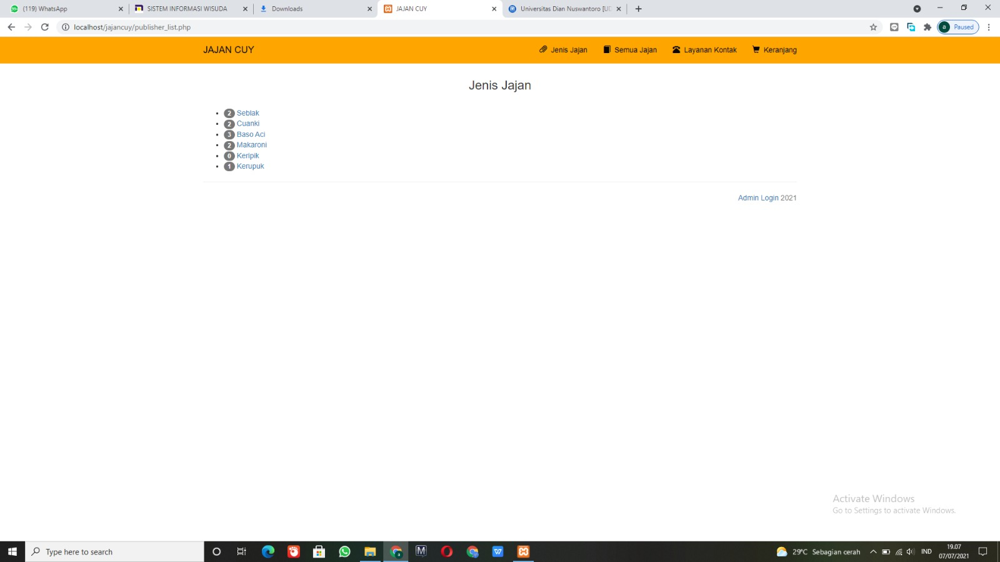 99+ (119) WhatsApp
SISTEM INFORMASI WISUDA
Downloads
JAJAN CUY
Universitas Dian Nuswantoro [UD
localhost/jajancuy/publisher_list.php
a Paused
JAJAN CUY
Jenis Jajan
Semua Jajan
Layanan Kontak
Keranjang
Jenis Jajan
2 Seblak
2 Cuanki
3 Baso Aci
2 Makaroni
0 Keripik
1 Kerupuk
Admin Login 2021
Activate Windows
Go to Settings to activate Windows.
Type here to search
29°C Sebagian cerah
IND
19.07
07/07/2021